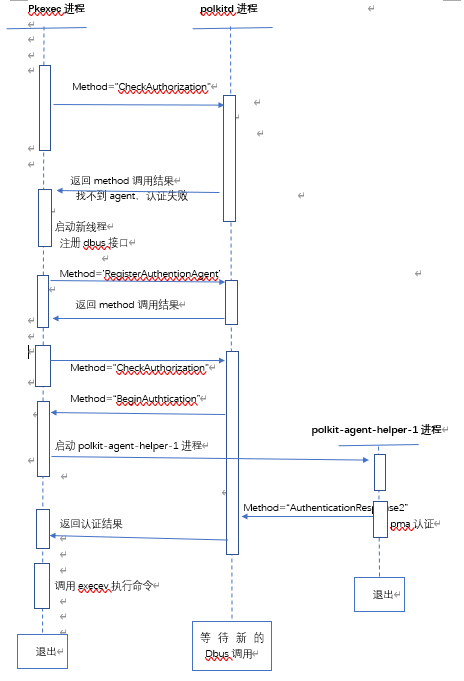 Pkexec 进程
polkitd 进程
Method="CheckAuthorization"
返回 method 调用结果
找不到 agent，认证失败
启动新线程
注册 dbus 接口
Method='RegisterAuthentionAgent'
返回 method 调用结果
Method="CheckAuthorization"
Method="BeginAuthtication"
polkit-agent-helper-1 进程
启动 polkit-agent-helper-1 进程
Method="AuthenticationResponse2"
pma 认证
返回认证结果
调用 execev 执行命令
退出
退出
等待新的
Dbus 调用